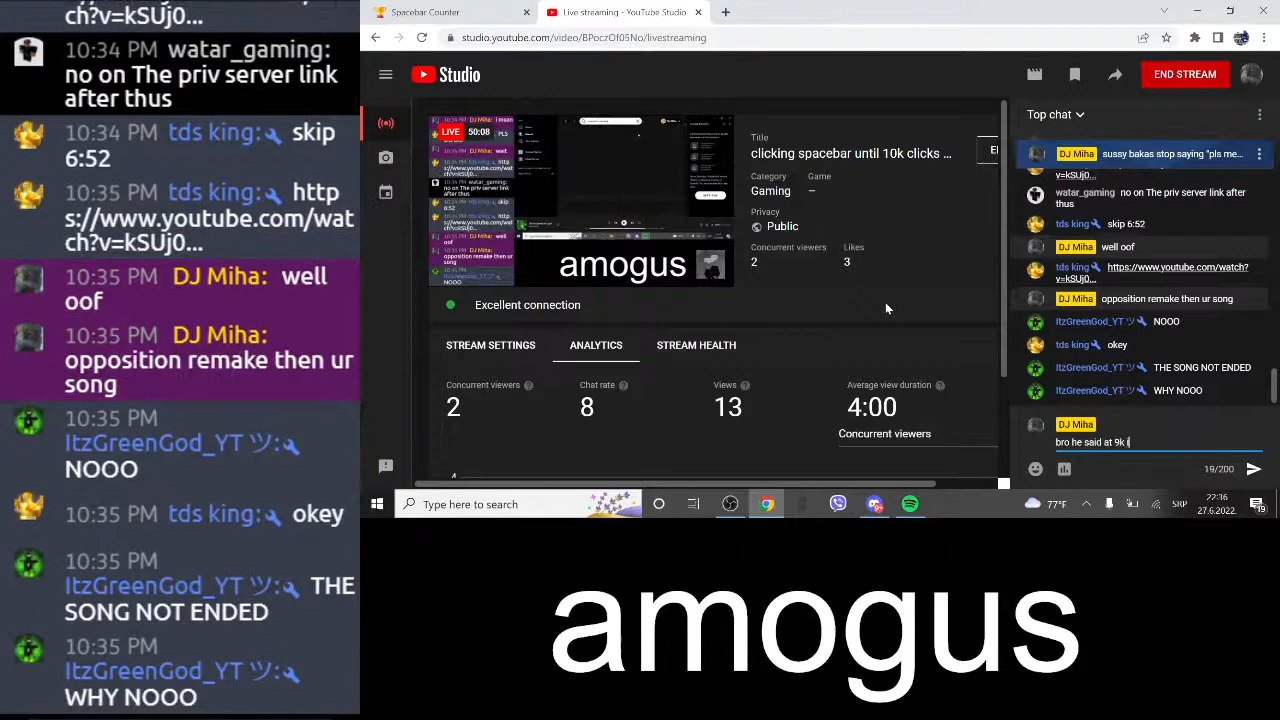 ch?v=kSUj0...
10:34 PM watar_gaming:
no on The priv server link
after thus
10:34 PM tds king: skip
6:52
10:35 PM tds king: http
s://www.youtube.com/wat
ch?v=kSUj0...
10:35 PM DJ Miha: well
oof
10:35 PM DJ Miha:
opposition remake then ur
song
10:35 PM
ItzGreenGod_YT ツ:
NOOO
10:35 PM tds king: okey
10:35 PM
ItzGreenGod_YT ツ: THE
SONG NOT ENDED
10:35 PM
ItzGreenGod_YT ツ:
WHY NOOO
Spacebar Counter
Live streaming - YouTube Studio
studio.youtube.com/video/BPoczOf05No/livestreaming
Studio
END STREAM
LIVE 50:08
amogus
Title
clicking spacebar until 10k clicks ...
Category Game
Gaming –
Privacy
Public
Concurrent viewers Likes
2 3
Excellent connection
STREAM SETTINGS ANALYTICS STREAM HEALTH
Concurrent viewers Chat rate Views Average view duration
2 8 13 4:00
Concurrent viewers
4
Top chat
DJ Miha
watar_gaming no on The priv server link after
thus
tds king skip 6:52
DJ Miha well oof
tds king https://www.youtube.com/watch?
v=kSUj0...
DJ Miha opposition remake then ur song
ItzGreenGod_YT ツ NOOO
tds king okey
ItzGreenGod_YT ツ THE SONG NOT ENDED
ItzGreenGod_YT ツ WHY NOOO
DJ Miha
bro he said at 9k i
19/200
Type here to search
77°F
SRP
22:36
27.6.2022.
amogus